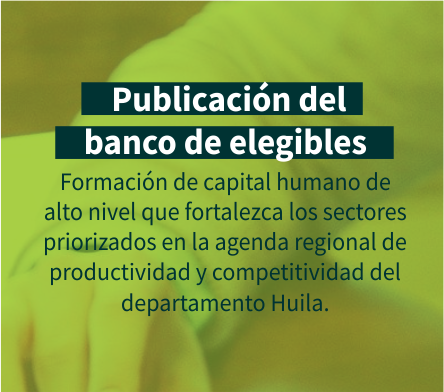 Publicación del
banco de elegibles
Formación de capital humano de
alto nivel que fortalezca los sectores
priorizados en la agenda regional de
productividad y competitividad del
departamento Huila.